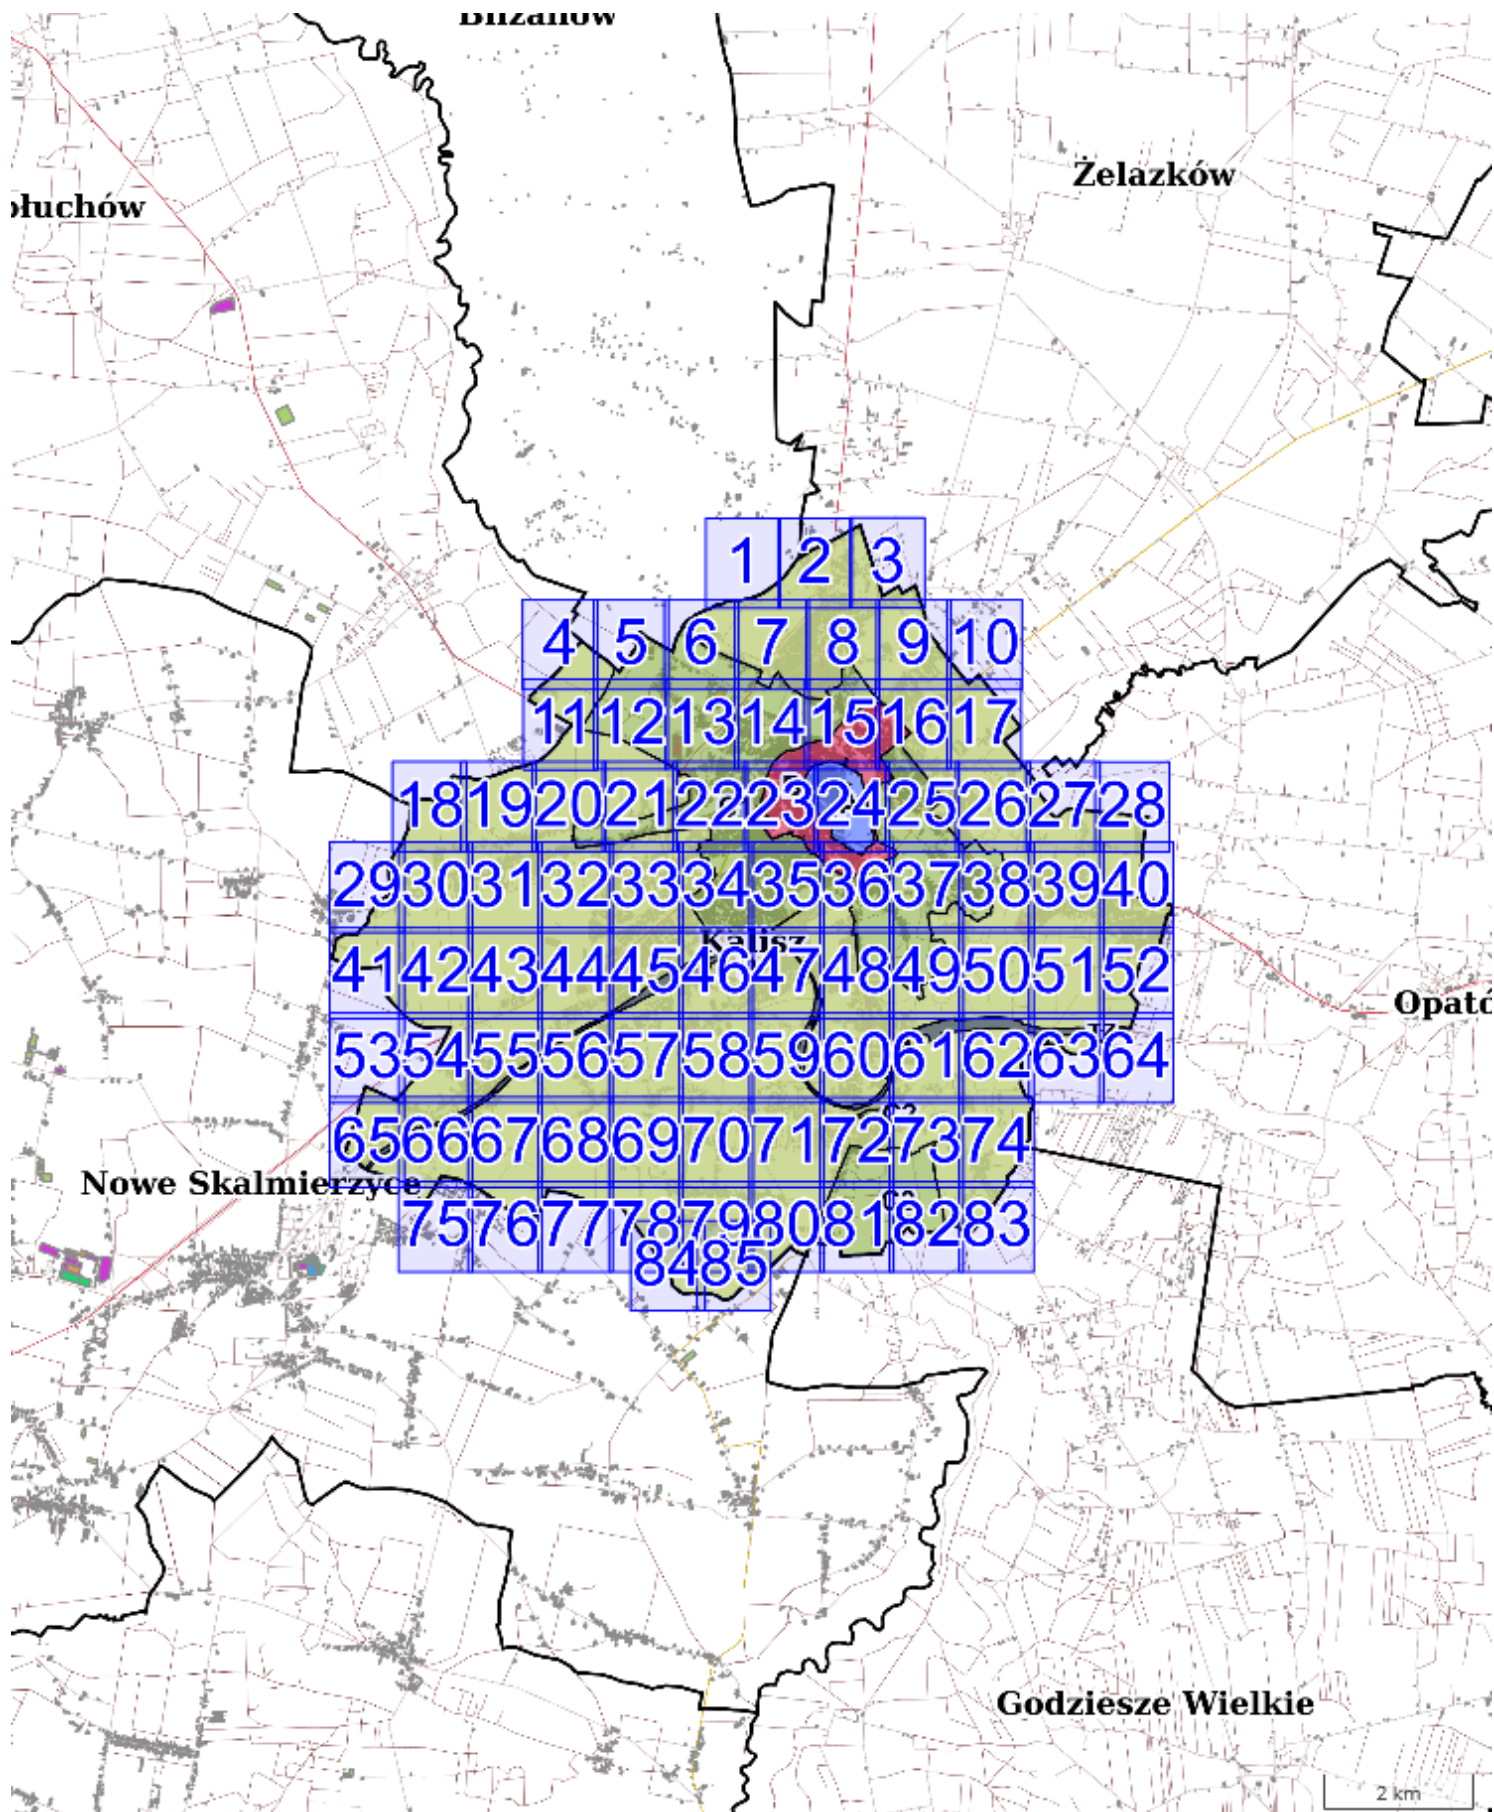 Blizanów
Żelazków
ołuchów
1 2 3
4 5 6 7 8 9 10
11 12 13 14 15 16 17
18 19 20 21 22 23 24 25 26 27 28
29 30 31 32 33 34 35 36 37 38 39 40
Kalisz
41 42 43 44 45 46 47 48 49 50 51 52
Opató
53 54 55 56 57 58 59 60 61 62 63 64
65 66 67 68 69 70 71 72 73 74
Nowe Skalmierzyce
75 76 77 78 79 80 81 82 83
84 85
Godziesze Wielkie
2 km